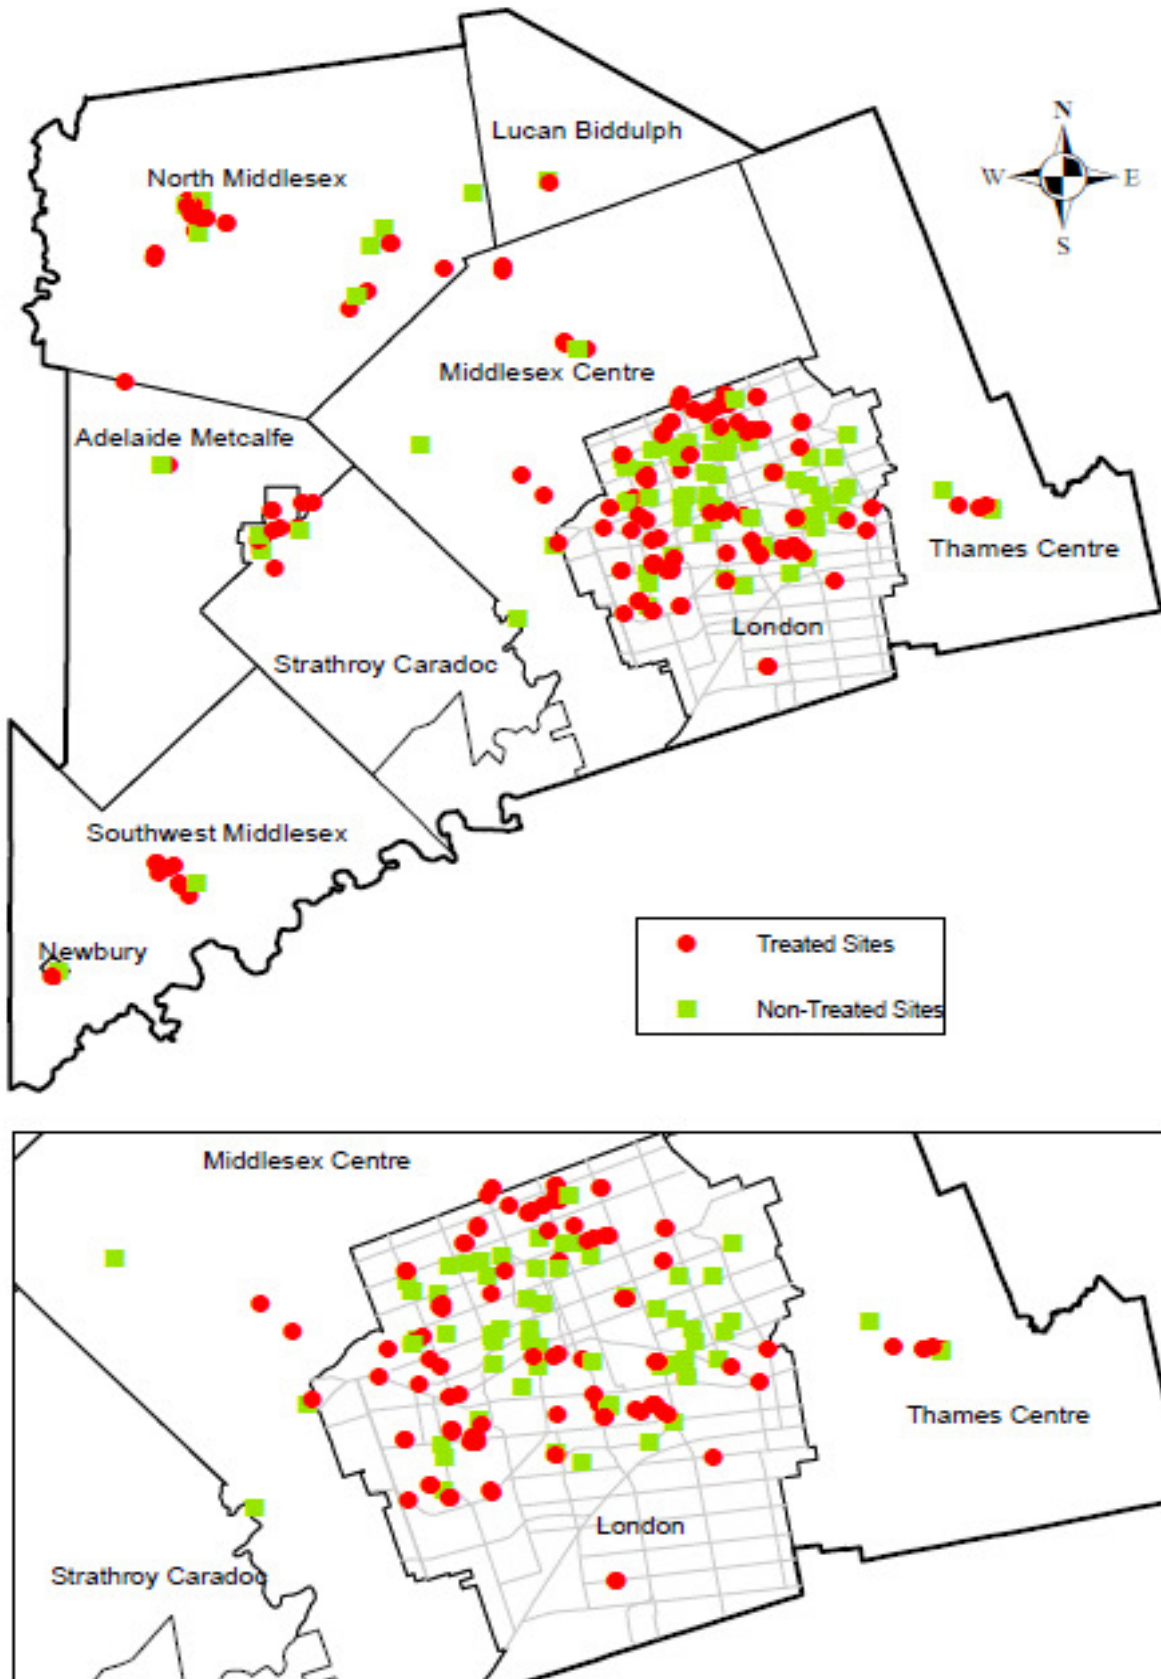 Lucan Biddulph
N
North Middlesex
W
E
S
Middlesex Centre
Adelaide Metcalfe
Thames Centre
London
Strathroy Caradoc
Southwest Middlesex
Newbury
Treated Sites
Non-Treated Sites
Middlesex Centre
Thames Centre
London
Strathroy Caradoc